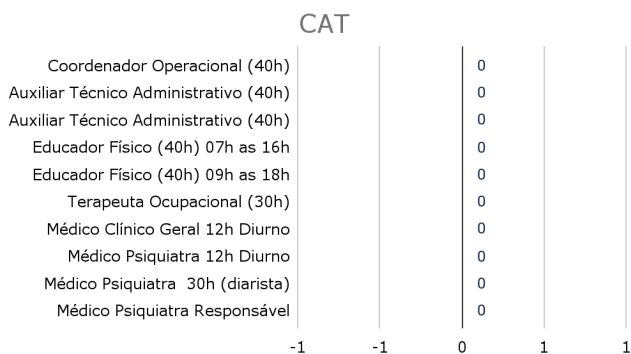 CAT
Coordenador Operacional (40h) 0
Auxiliar Técnico Administrativo (40h) 0
Auxiliar Técnico Administrativo (40h) 0
Educador Físico (40h) 07h as 16h 0
Educador Físico (40h) 09h as 18h 0
Terapeuta Ocupacional (30h) 0
Médico Clínico Geral 12h Diurno 0
Médico Psiquiatra 12h Diurno 0
Médico Psiquiatra  30h (diarista) 0
Médico Psiquiatra Responsável 0
-1 -1 0 1 1